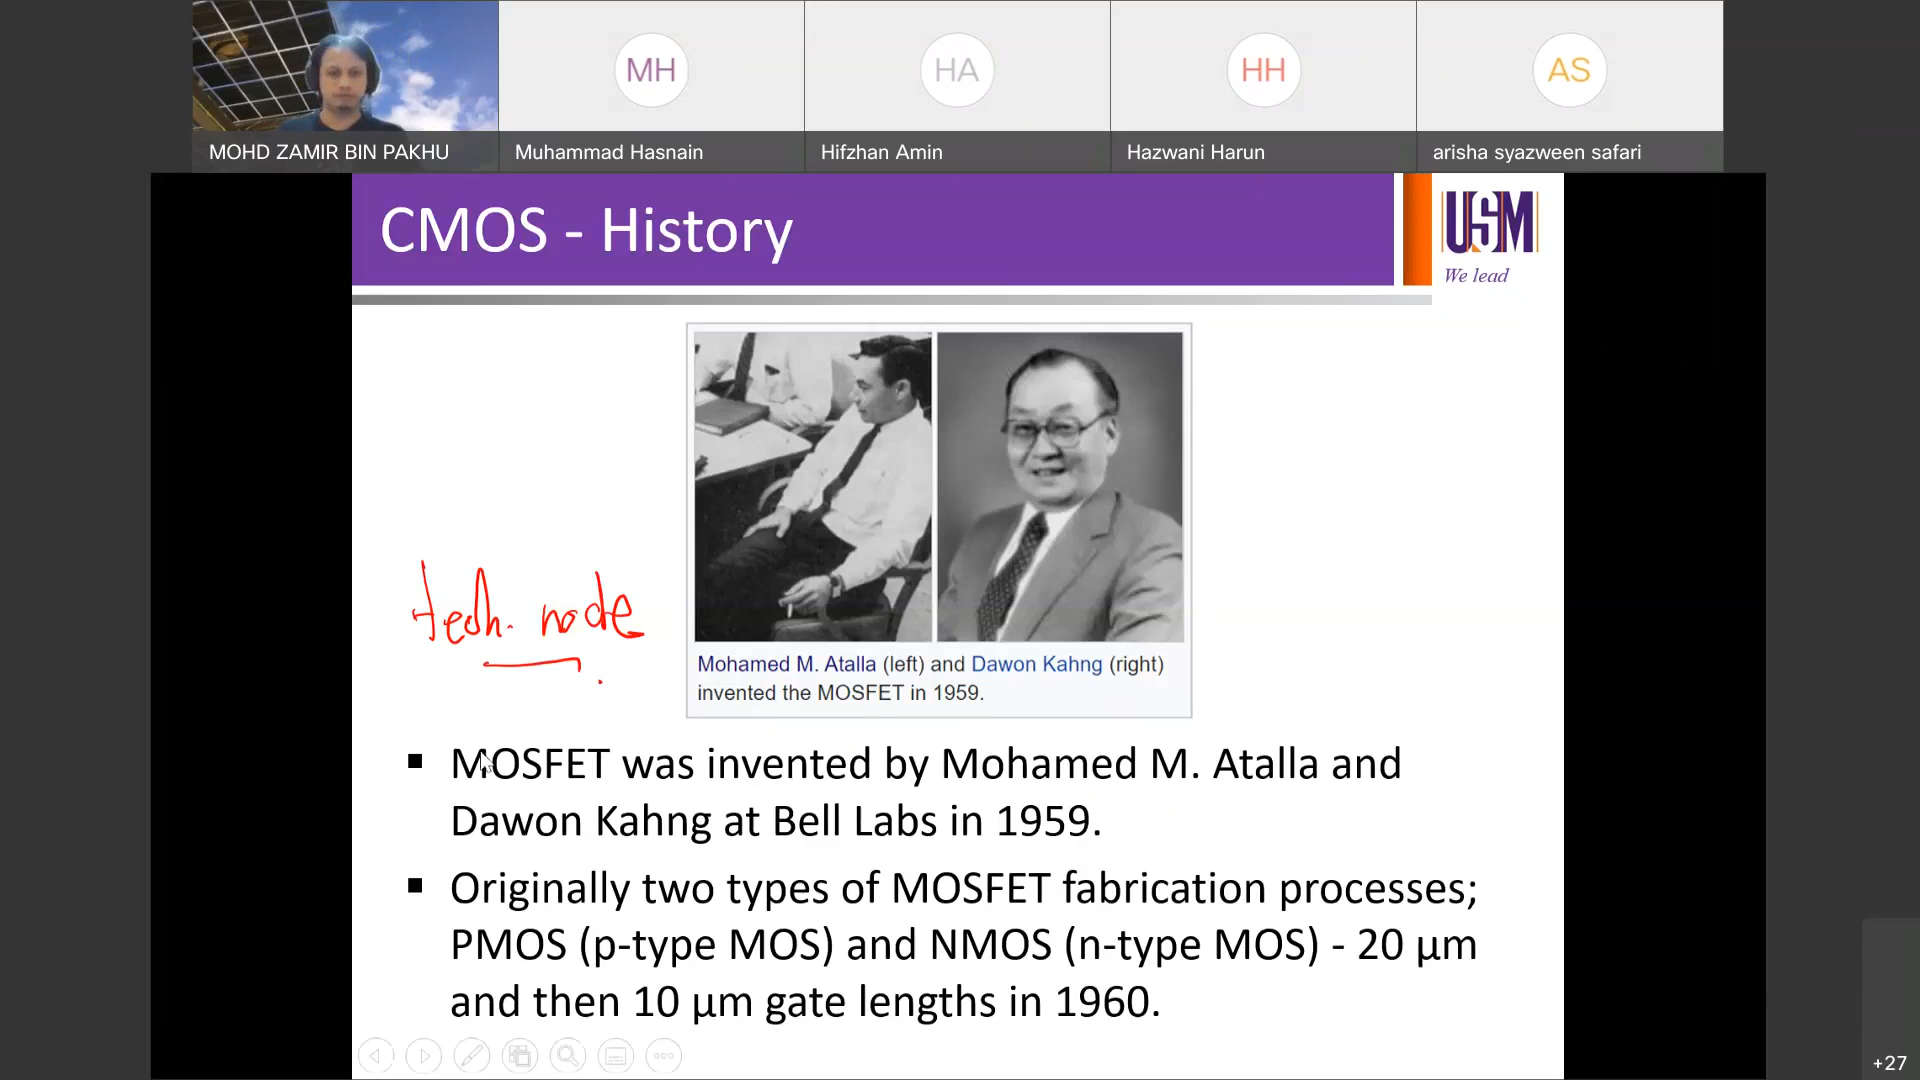 MH
HA
HH
AS
MOHD ZAMIR BIN PAKHU
Muhammad Hasnain
Hifzhan Amin
Hazwani Harun
arisha syazween safari
CMOS - History
USM
We lead
tech. node
Mohamed M. Atalla (left) and Dawon Kahng (right)
invented the MOSFET in 1959.
▪ MOSFET was invented by Mohamed M. Atalla and
Dawon Kahng at Bell Labs in 1959.
▪ Originally two types of MOSFET fabrication processes;
PMOS (p-type MOS) and NMOS (n-type MOS) - 20 µm
and then 10 µm gate lengths in 1960.
+27